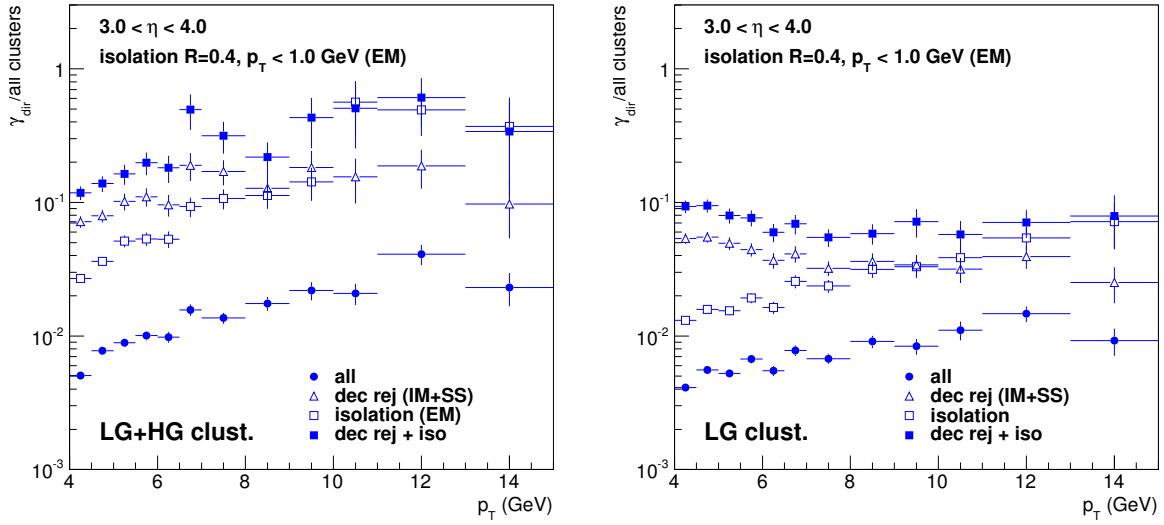 3.0 < η < 4.0
isolation R=0.4, p_T < 1.0 GeV (EM)
γ_dir/all clusters
1
10^-1
10^-2
10^-3
all
dec rej (IM+SS)
isolation (EM)
dec rej + iso
LG+HG clust.
4 6 8 10 12 14
p_T (GeV)
3.0 < η < 4.0
isolation R=0.4, p_T < 1.0 GeV (EM)
γ_dir/all clusters
1
10^-1
10^-2
10^-3
all
dec rej (IM+SS)
isolation
dec rej + iso
LG clust.
4 6 8 10 12 14
p_T (GeV)